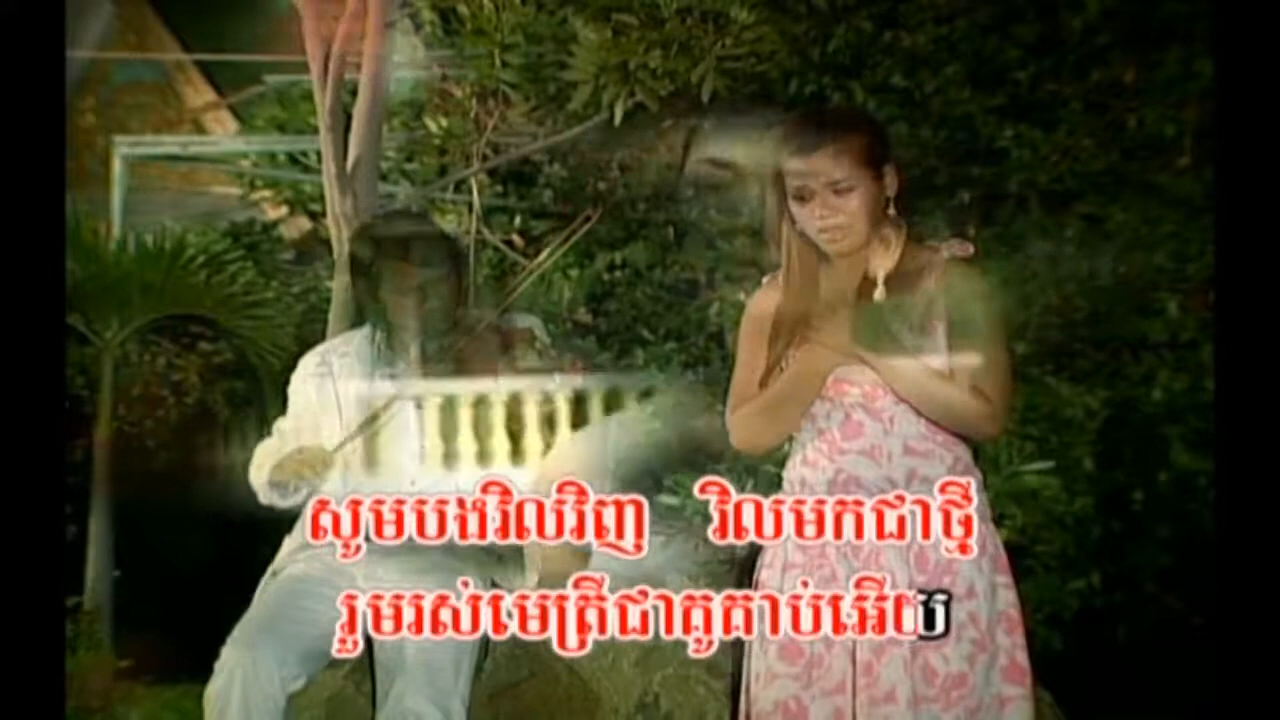 សូមបងវិលវិញ វិលមកជាថ្មី
រួមរស់មេត្រីជាគូគាប់អើយ